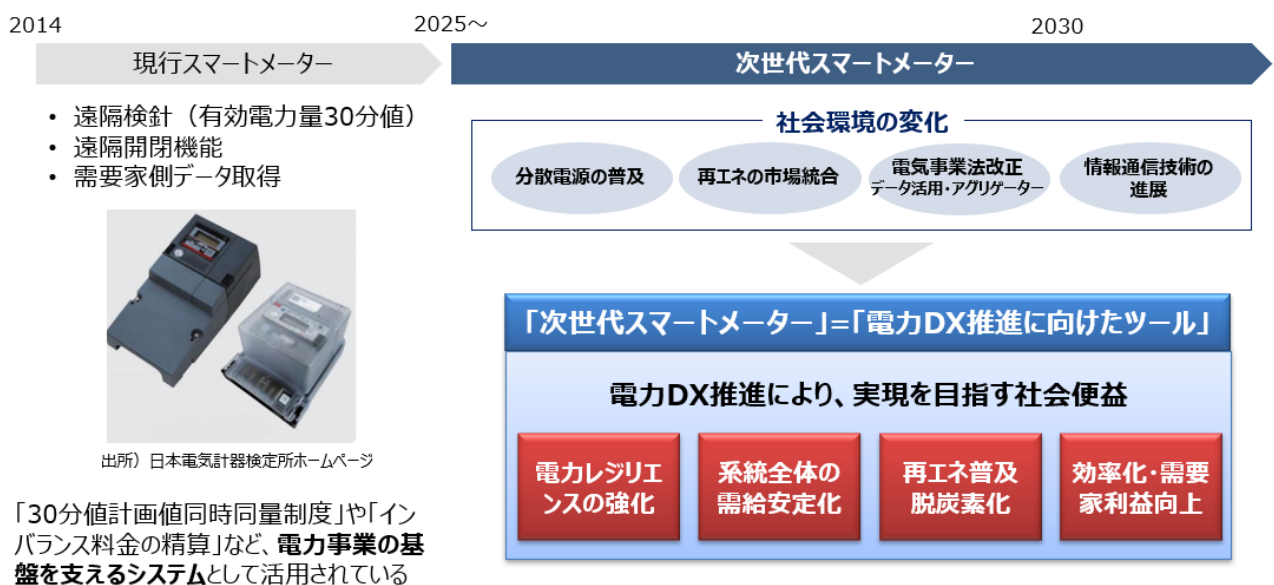 2014
2025～
2030
現行スマートメーター
次世代スマートメーター
• 遠隔検針（有効電力量30分値）
• 遠隔開閉機能
• 需要家側データ取得
出所）日本電気計器検定所ホームページ
「30分値計画値同時同量制度」や「イン
バランス料金の精算」など、電力事業の基
盤を支えるシステムとして活用されている
社会環境の変化
分散電源の普及
再エネの市場統合
電気事業法改正
データ活用・アグリゲーター
情報通信技術の
進展
「次世代スマートメーター」=「電力DX推進に向けたツール」
電力DX推進により、実現を目指す社会便益
電力レジリエ
ンスの強化
系統全体の
需給安定化
再エネ普及
脱炭素化
効率化・需要
家利益向上